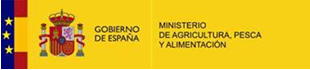 GOBIERNO
DE ESPAÑA
MINISTERIO
DE AGRICULTURA, PESCA
Y ALIMENTACIÓN